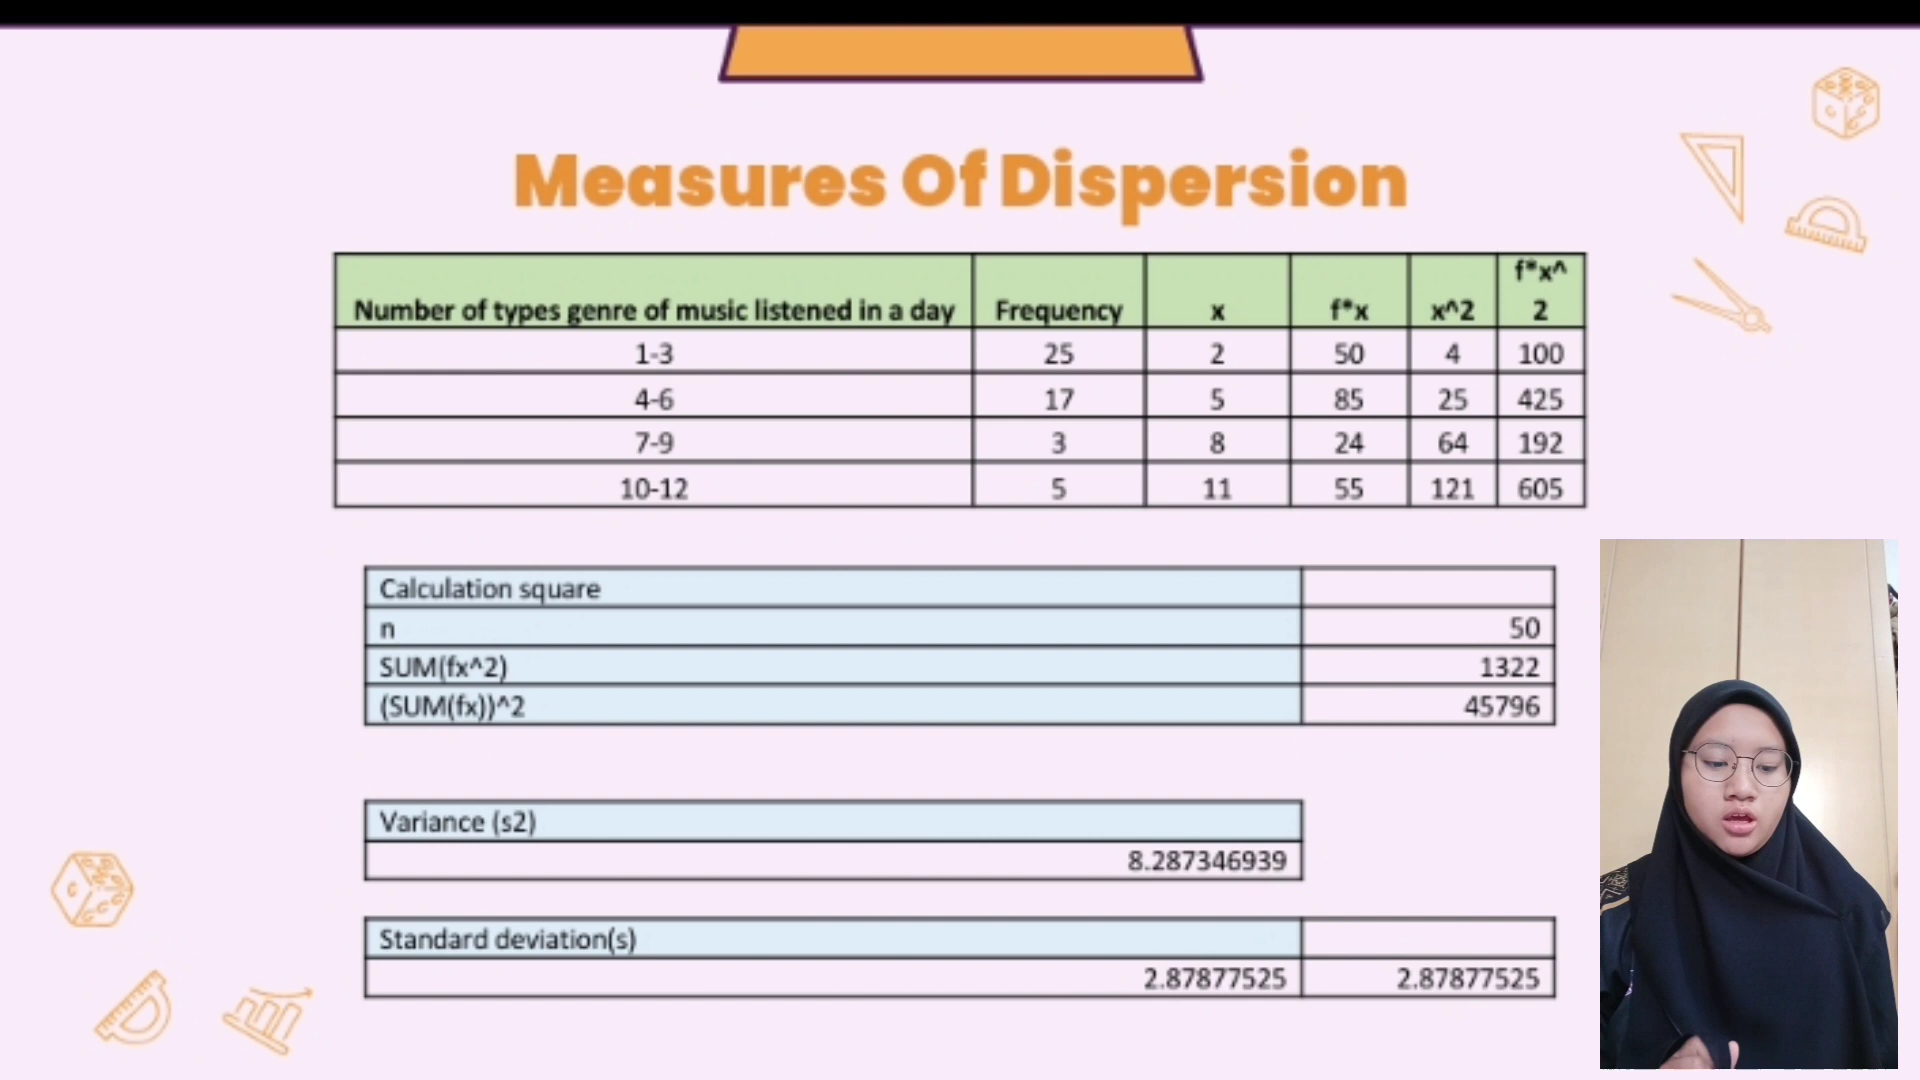 Measures Of Dispersion
Number of types genre of music listened in a day Frequency x f*x x^2 f*x^2
1-3 25 2 50 4 100
4-6 17 5 85 25 425
7-9 3 8 24 64 192
10-12 5 11 55 121 605
Calculation square
n 50
SUM(fx^2) 1322
(SUM(fx))^2 45796
Variance (s2)
8.287346939
Standard deviation(s)
2.87877525 2.87877525